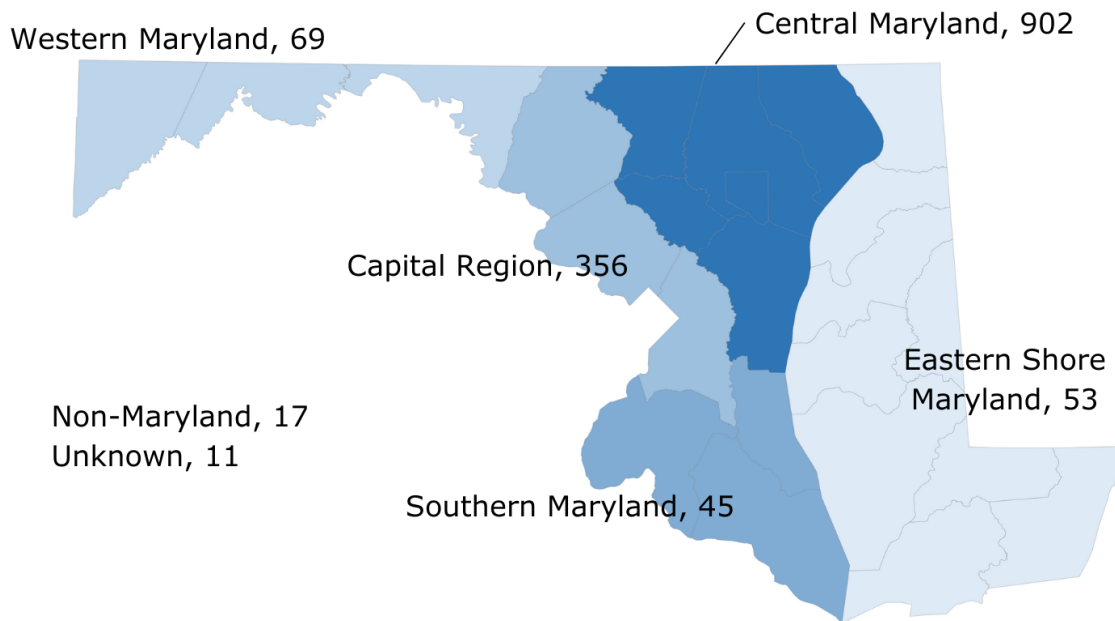 Western Maryland, 69
Central Maryland, 902
Capital Region, 356
Eastern Shore
Maryland, 53
Non-Maryland, 17
Unknown, 11
Southern Maryland, 45